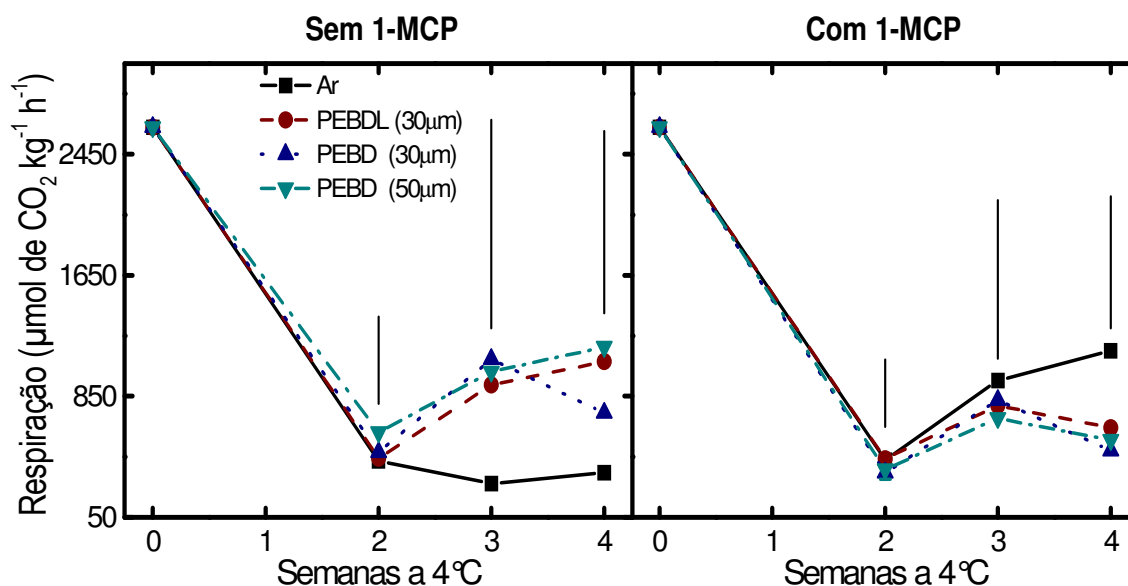 Sem 1-MCP
Com 1-MCP
Respiração (µmol de CO₂ kg⁻¹ h⁻¹)
2450
1650
850
50
Ar
PEBDL (30µm)
PEBD (30µm)
PEBD (50µm)
0 1 2 3 4
0 1 2 3 4
Semanas a 4°C
Semanas a 4°C